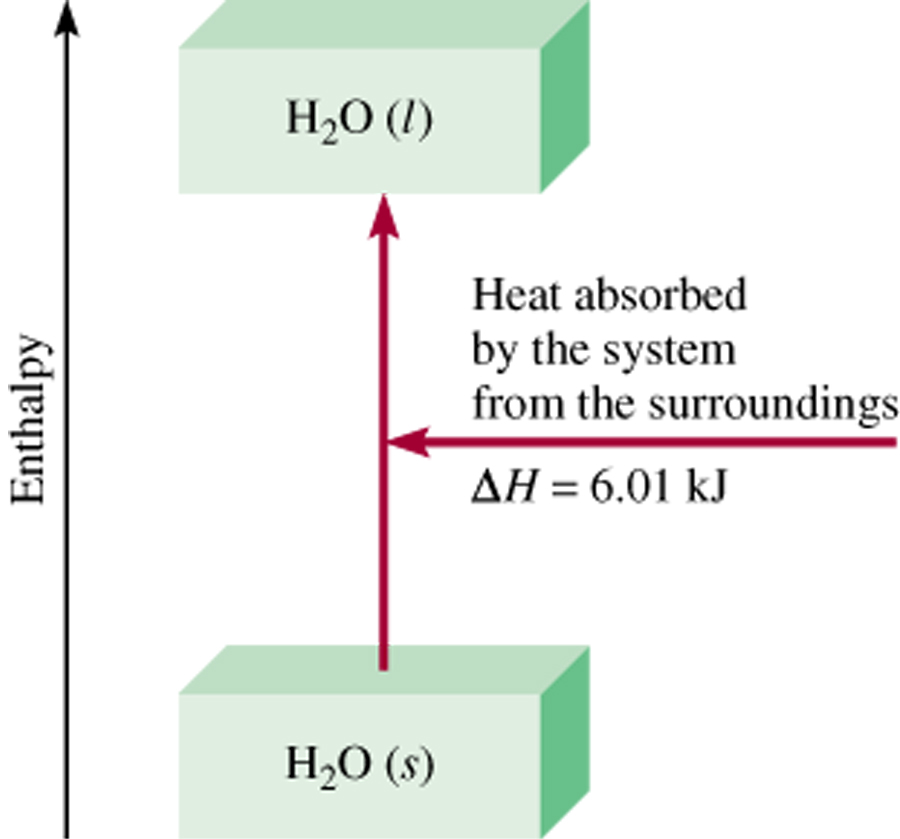 H₂O (l)
Heat absorbed
by the system
from the surroundings
ΔH = 6.01 kJ
Enthalpy
H₂O (s)